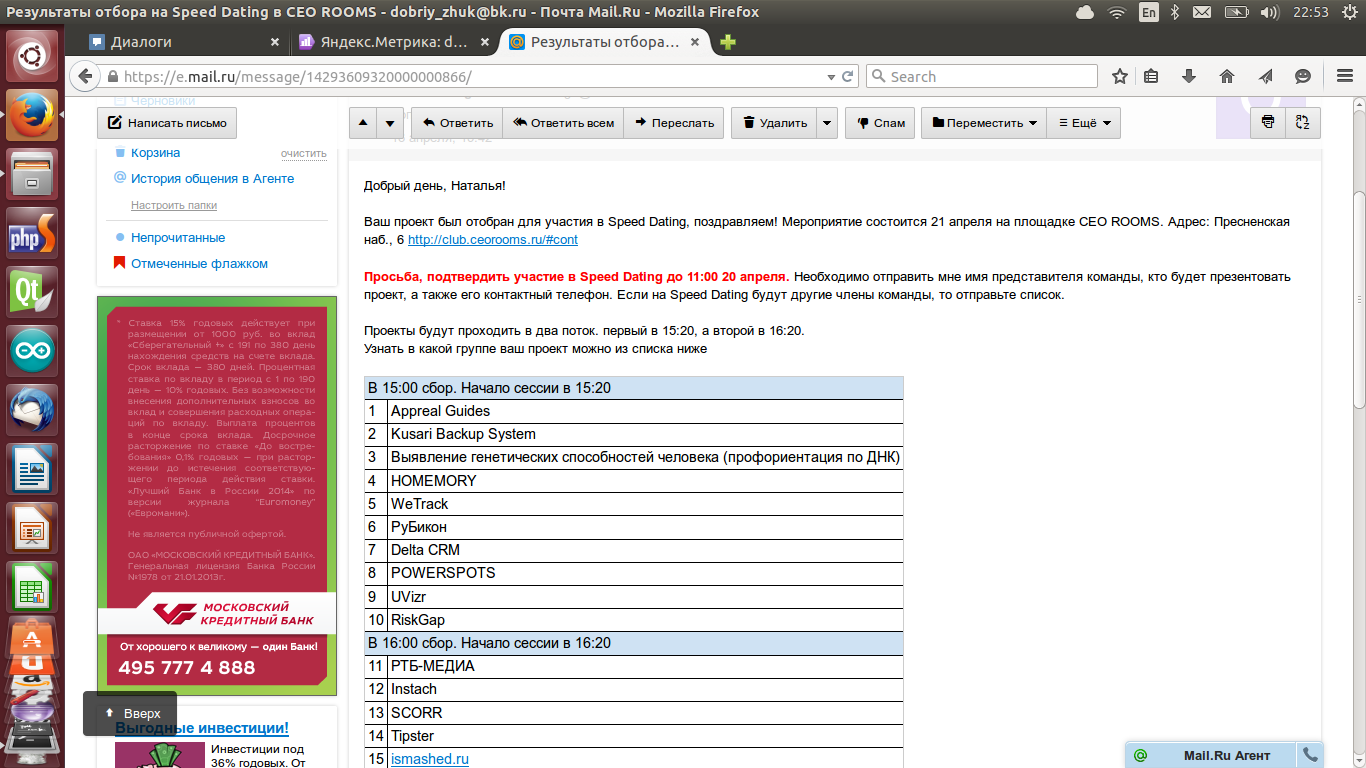 Результаты отбора на Speed Dating в CEO ROOMS - dobriy_zhuk@bk.ru - Почта Mail.Ru - Mozilla Firefox
En
22:53
Диалоги
Яндекс.Метрика: d...
Результаты отбора...
https://e.mail.ru/message/14293609320000000866/
Search
Черновики
Написать письмо
Ответить
Ответить всем
Переслать
Удалить
Спам
Переместить
Ещё
Корзина
очистить
История общения в Агенте
Настроить папки
Непрочитанные
Отмеченные флажком
* Ставка 15% годовых действует при
размещении от 1000 руб. во вклад
«Сберегательный +» с 191 по 380 день
нахождения средств на счете вклада.
Срок вклада — 380 дней. Процентная
ставка по вкладу в период с 1 по 190
день — 10% годовых. Без возможности
внесения дополнительных взносов во
вклад и совершения расходных опера-
ций по вкладу. Выплата процентов
в конце срока вклада. Досрочное
расторжение по ставке «До востре-
бования» 0,1% годовых — при растор-
жении до истечения соответствую-
щего периода действия ставки.
«Лучший Банк в России 2014» по
версии журнала "Euromoney"
(«Евромани»).
Не является публичной офертой.
ОАО «МОСКОВСКИЙ КРЕДИТНЫЙ БАНК».
Генеральная лицензия Банка России
№1978 от 21.01.2013г.
МОСКОВСКИЙ
КРЕДИТНЫЙ БАНК
От хорошего к великому — один Банк!
495 777 4 888
Вверх
Выгодные инвестиции!
Инвестиции под
36% годовых. От
Добрый день, Наталья!
Ваш проект был отобран для участия в Speed Dating, поздравляем! Мероприятие состоится 21 апреля на площадке CEO ROOMS. Адрес: Пресненская
наб., 6 http://club.ceorooms.ru/#cont
Просьба, подтвердить участие в Speed Dating до 11:00 20 апреля. Необходимо отправить мне имя представителя команды, кто будет презентовать
проект, а также его контактный телефон. Если на Speed Dating будут другие члены команды, то отправьте список.
Проекты будут проходить в два поток. первый в 15:20, а второй в 16:20.
Узнать в какой группе ваш проект можно из списка ниже
В 15:00 сбор. Начало сессии в 15:20
1 Appreal Guides
2 Kusari Backup System
3 Выявление генетических способностей человека (профориентация по ДНК)
4 HOMEMORY
5 WeTrack
6 РуБикон
7 Delta CRM
8 POWERSPOTS
9 UVizr
10 RiskGap
В 16:00 сбор. Начало сессии в 16:20
11 РТБ-МЕДИА
12 Instach
13 SCORR
14 Tipster
15 ismashed.ru
Mail.Ru Агент